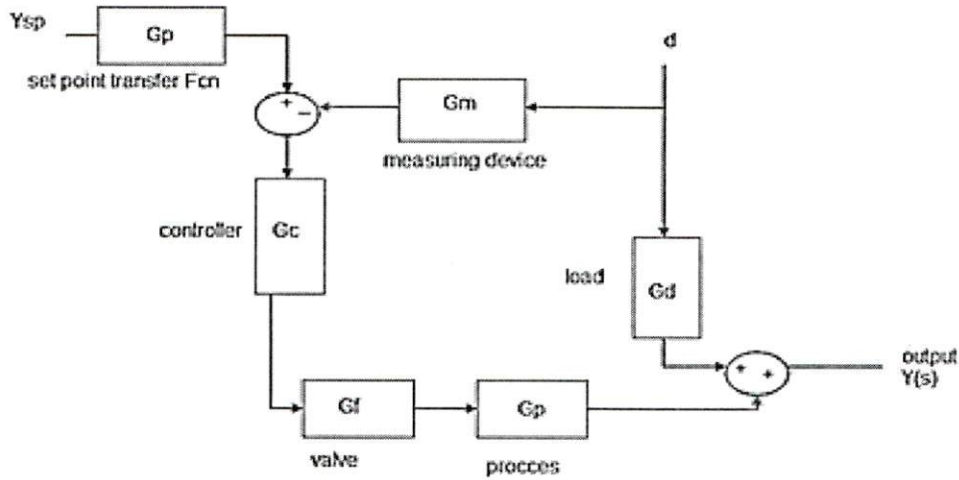 Ysp
Gp
set point transfer Fcn
d
+
−
Gm
measuring device
controller
Gc
load
Gd
+ +
output
Y(s)
Gf
Gp
valve
procces